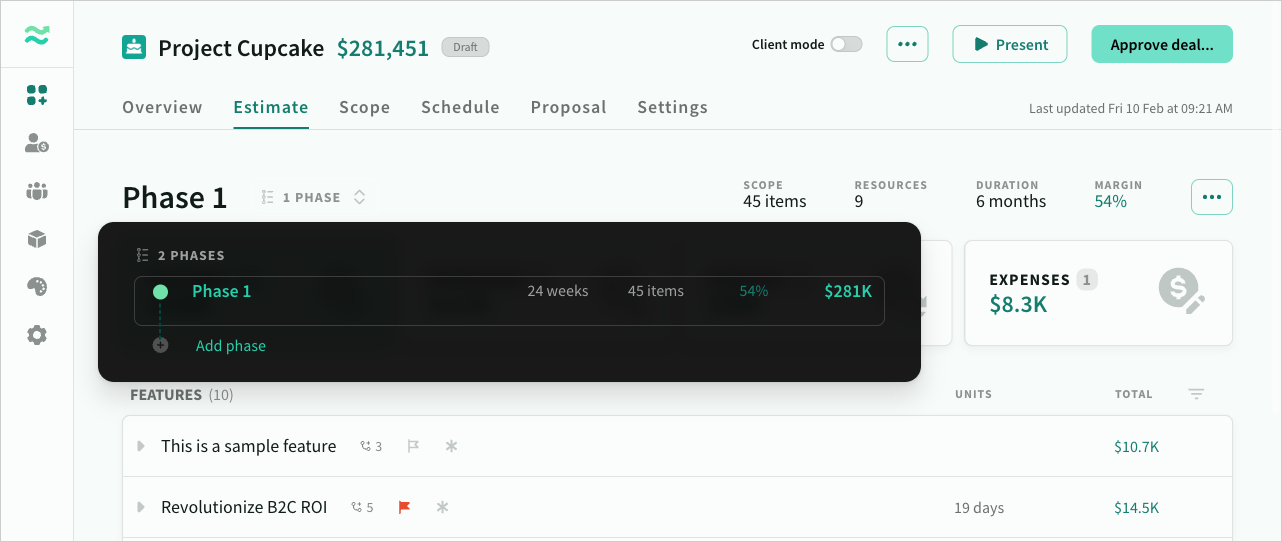 Project Cupcake $281,451 Draft
Client mode
Present
Approve deal...
Overview Estimate Scope Schedule Proposal Settings
Last updated Fri 10 Feb at 09:21 AM
Phase 1
1 PHASE
SCOPE
45 items
RESOURCES
9
DURATION
6 months
MARGIN
54%
2 PHASES
Phase 1 24 weeks 45 items 54% $281K
Add phase
EXPENSES 1
$8.3K
FEATURES (10) UNITS TOTAL
This is a sample feature 3 $10.7K
Revolutionize B2C ROI 5 19 days $14.5K